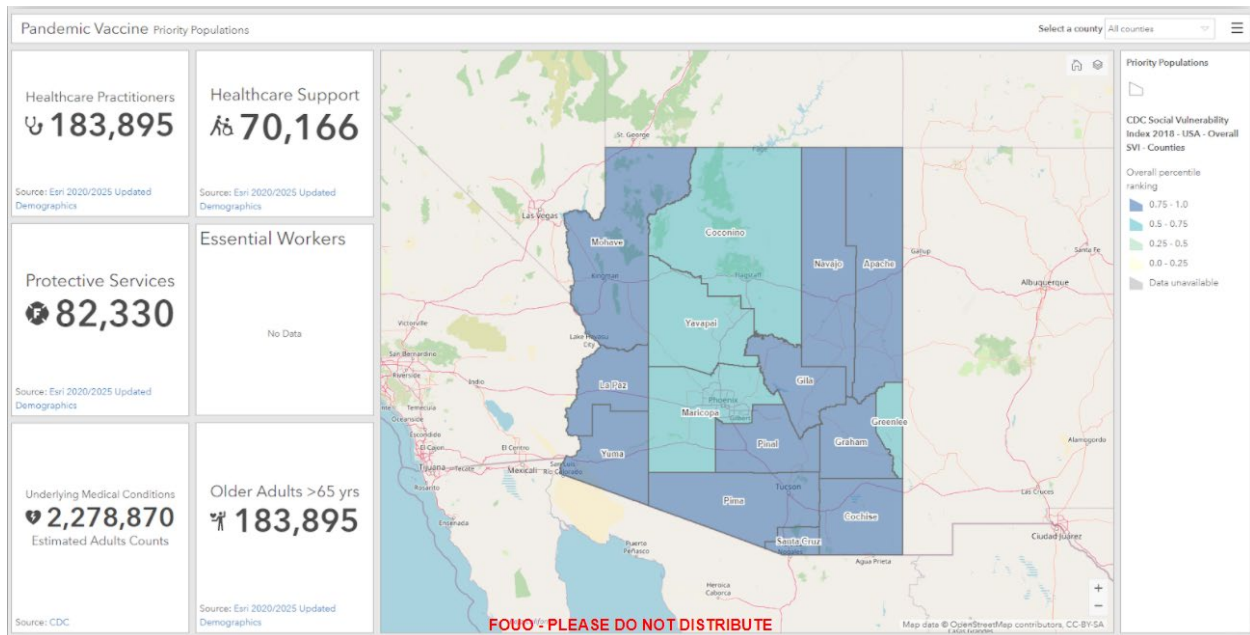 Pandemic Vaccine Priority Populations
Select a county All counties
Healthcare Practitioners
183,895
Source: Esri 2020/2025 Updated
Demographics
Healthcare Support
70,166
Source: Esri 2020/2025 Updated
Demographics
Protective Services
82,330
Source: Esri 2020/2025 Updated
Demographics
Essential Workers
No Data
Underlying Medical Conditions
2,278,870
Estimated Adults Counts
Source: CDC
Older Adults >65 yrs
183,895
Source: Esri 2020/2025 Updated
Demographics
St. George
Las Vegas
Mohave
Kingman
Coconino
Flagstaff
Navajo
Apache
Gallup
Santa Fe
Albuquerque
Yavapai
Victorville
Lake Havasu
City
San Bernardino
Riverside
Indio
La Paz
Gila
Temecula
Oceanside
Maricopa
Phoenix
Gilbert
Greenlee
Escondido
El Cajon
El Centro
Yuma
Pinal
Graham
Alamogordo
Tijuana
Tecate
Mexicali
San Luis
Río Colorado
Rosarito
Tucson
Pima
Las Cruces
Cochise
Ensenada
Ciudad Juárez
Santa Cruz
Nogales
Puerto
Peñasco
Agua Prieta
Heroica
Caborca
FOUO - PLEASE DO NOT DISTRIBUTE
+
−
Map data © OpenStreetMap contributors, CC-BY-SA
Priority Populations
CDC Social Vulnerability
Index 2018 - USA - Overall
SVI - Counties
Overall percentile
ranking
0.75 - 1.0
0.5 - 0.75
0.25 - 0.5
0.0 - 0.25
Data unavailable